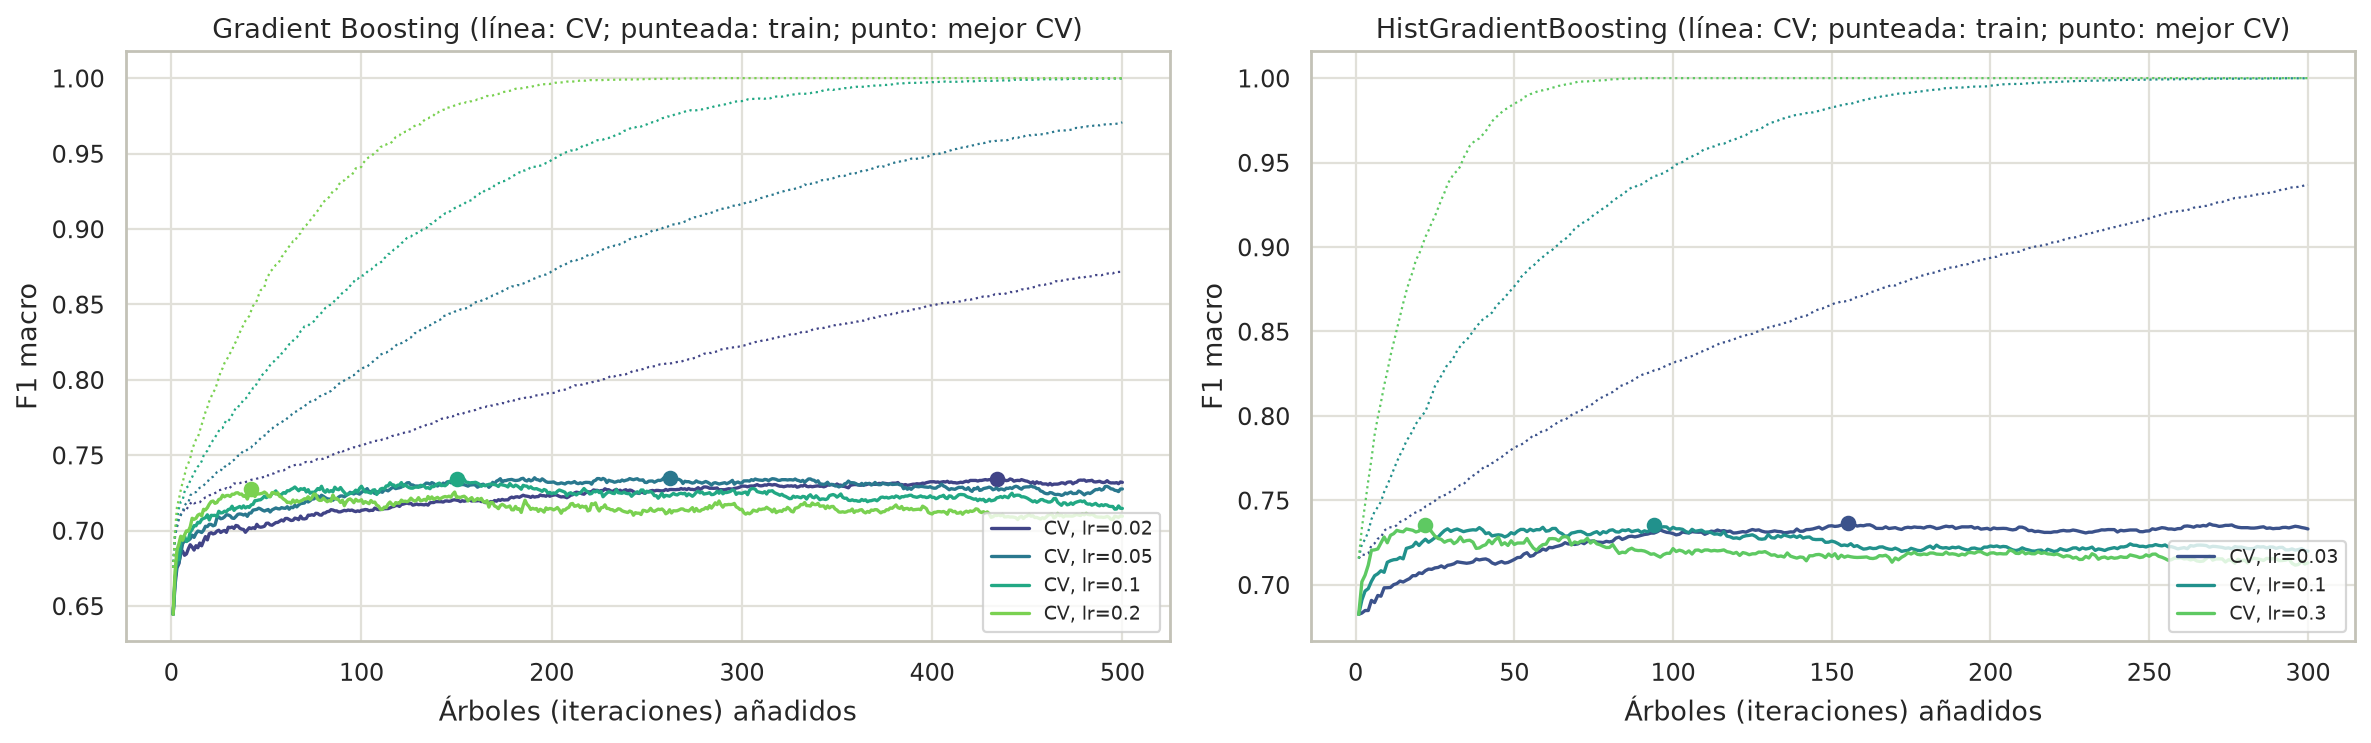 Gradient Boosting (línea: CV; punteada: train; punto: mejor CV)
F1 macro
1.00
0.95
0.90
0.85
0.80
0.75
0.70
0.65
0
100
200
300
400
500
Árboles (iteraciones) añadidos
CV, lr=0.02
CV, lr=0.05
CV, lr=0.1
CV, lr=0.2
HistGradientBoosting (línea: CV; punteada: train; punto: mejor CV)
F1 macro
1.00
0.95
0.90
0.85
0.80
0.75
0.70
0
50
100
150
200
250
300
Árboles (iteraciones) añadidos
CV, lr=0.03
CV, lr=0.1
CV, lr=0.3